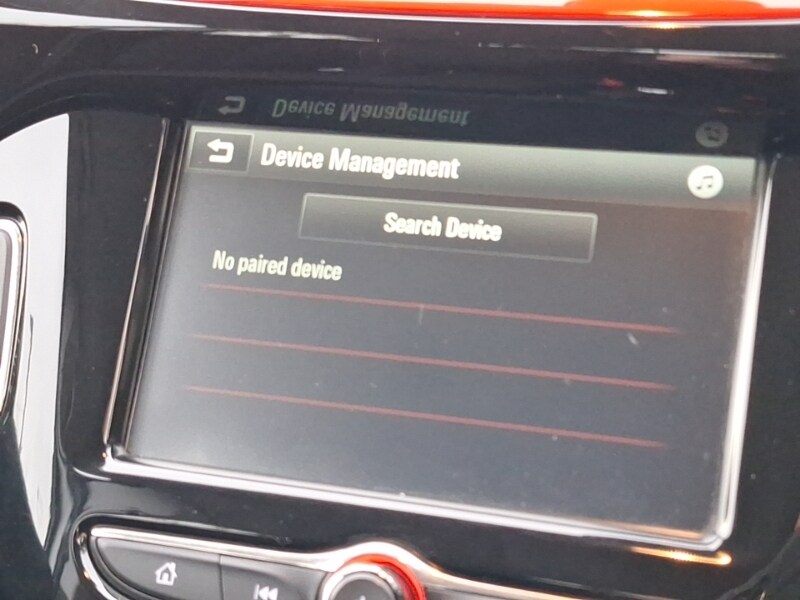 Device Management
Search Device
No paired device